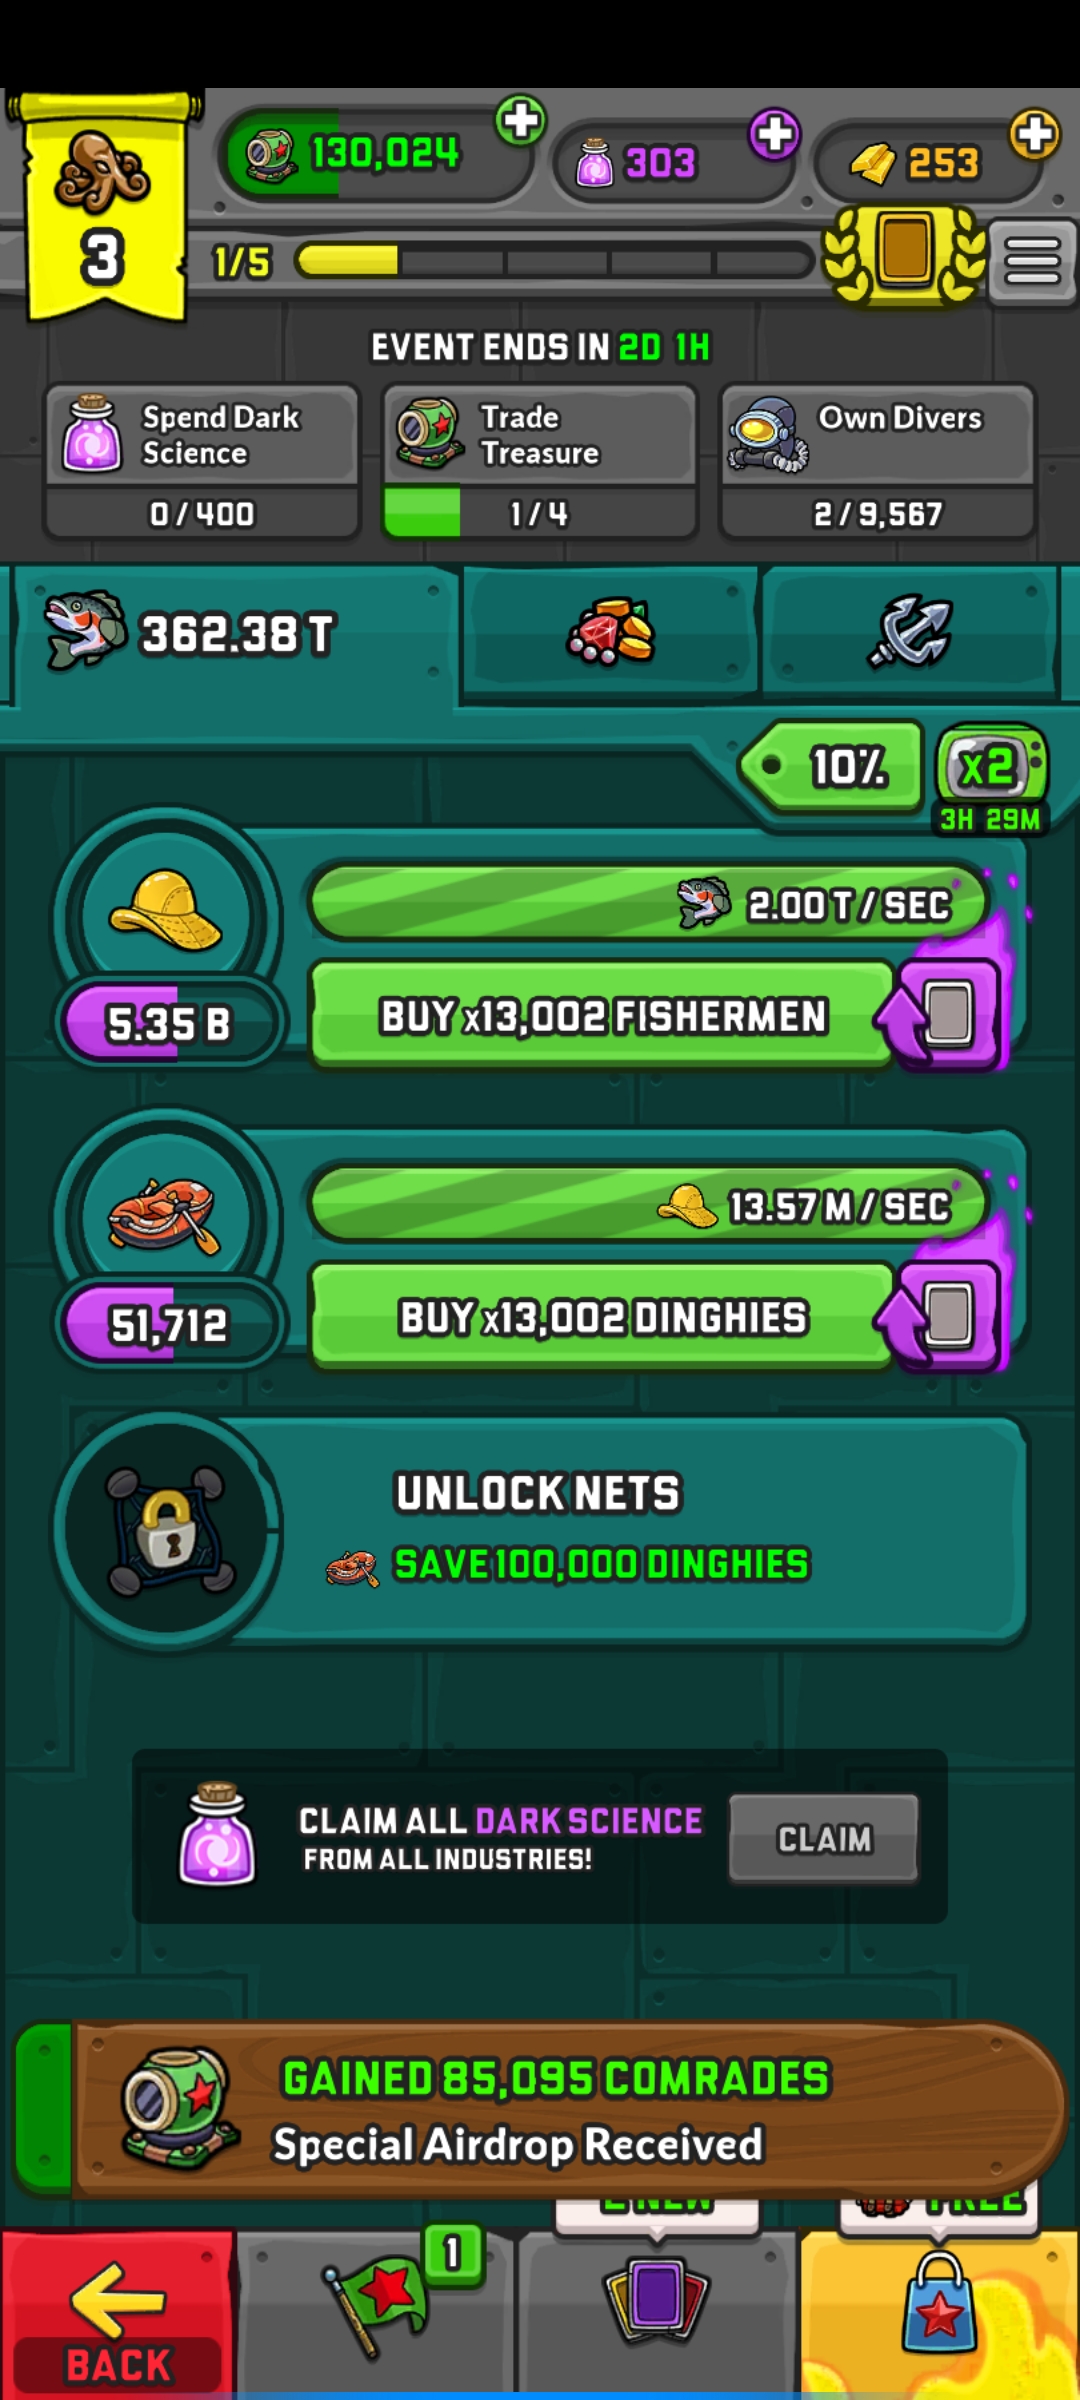 130,024
303
253
3
1/5
EVENT ENDS IN 2D 1H
Spend Dark
Science
0/400
Trade
Treasure
1/4
Own Divers
2/9,567
362.38 T
10%
x2
3H 29M
2.00 T / SEC
5.35 B
BUY x13,002 FISHERMEN
13.57 M / SEC
51,712
BUY x13,002 DINGHIES
UNLOCK NETS
SAVE 100,000 DINGHIES
CLAIM ALL DARK SCIENCE
FROM ALL INDUSTRIES!
CLAIM
GAINED 85,095 COMRADES
Special Airdrop Received
2 NEW
FREE
1
BACK